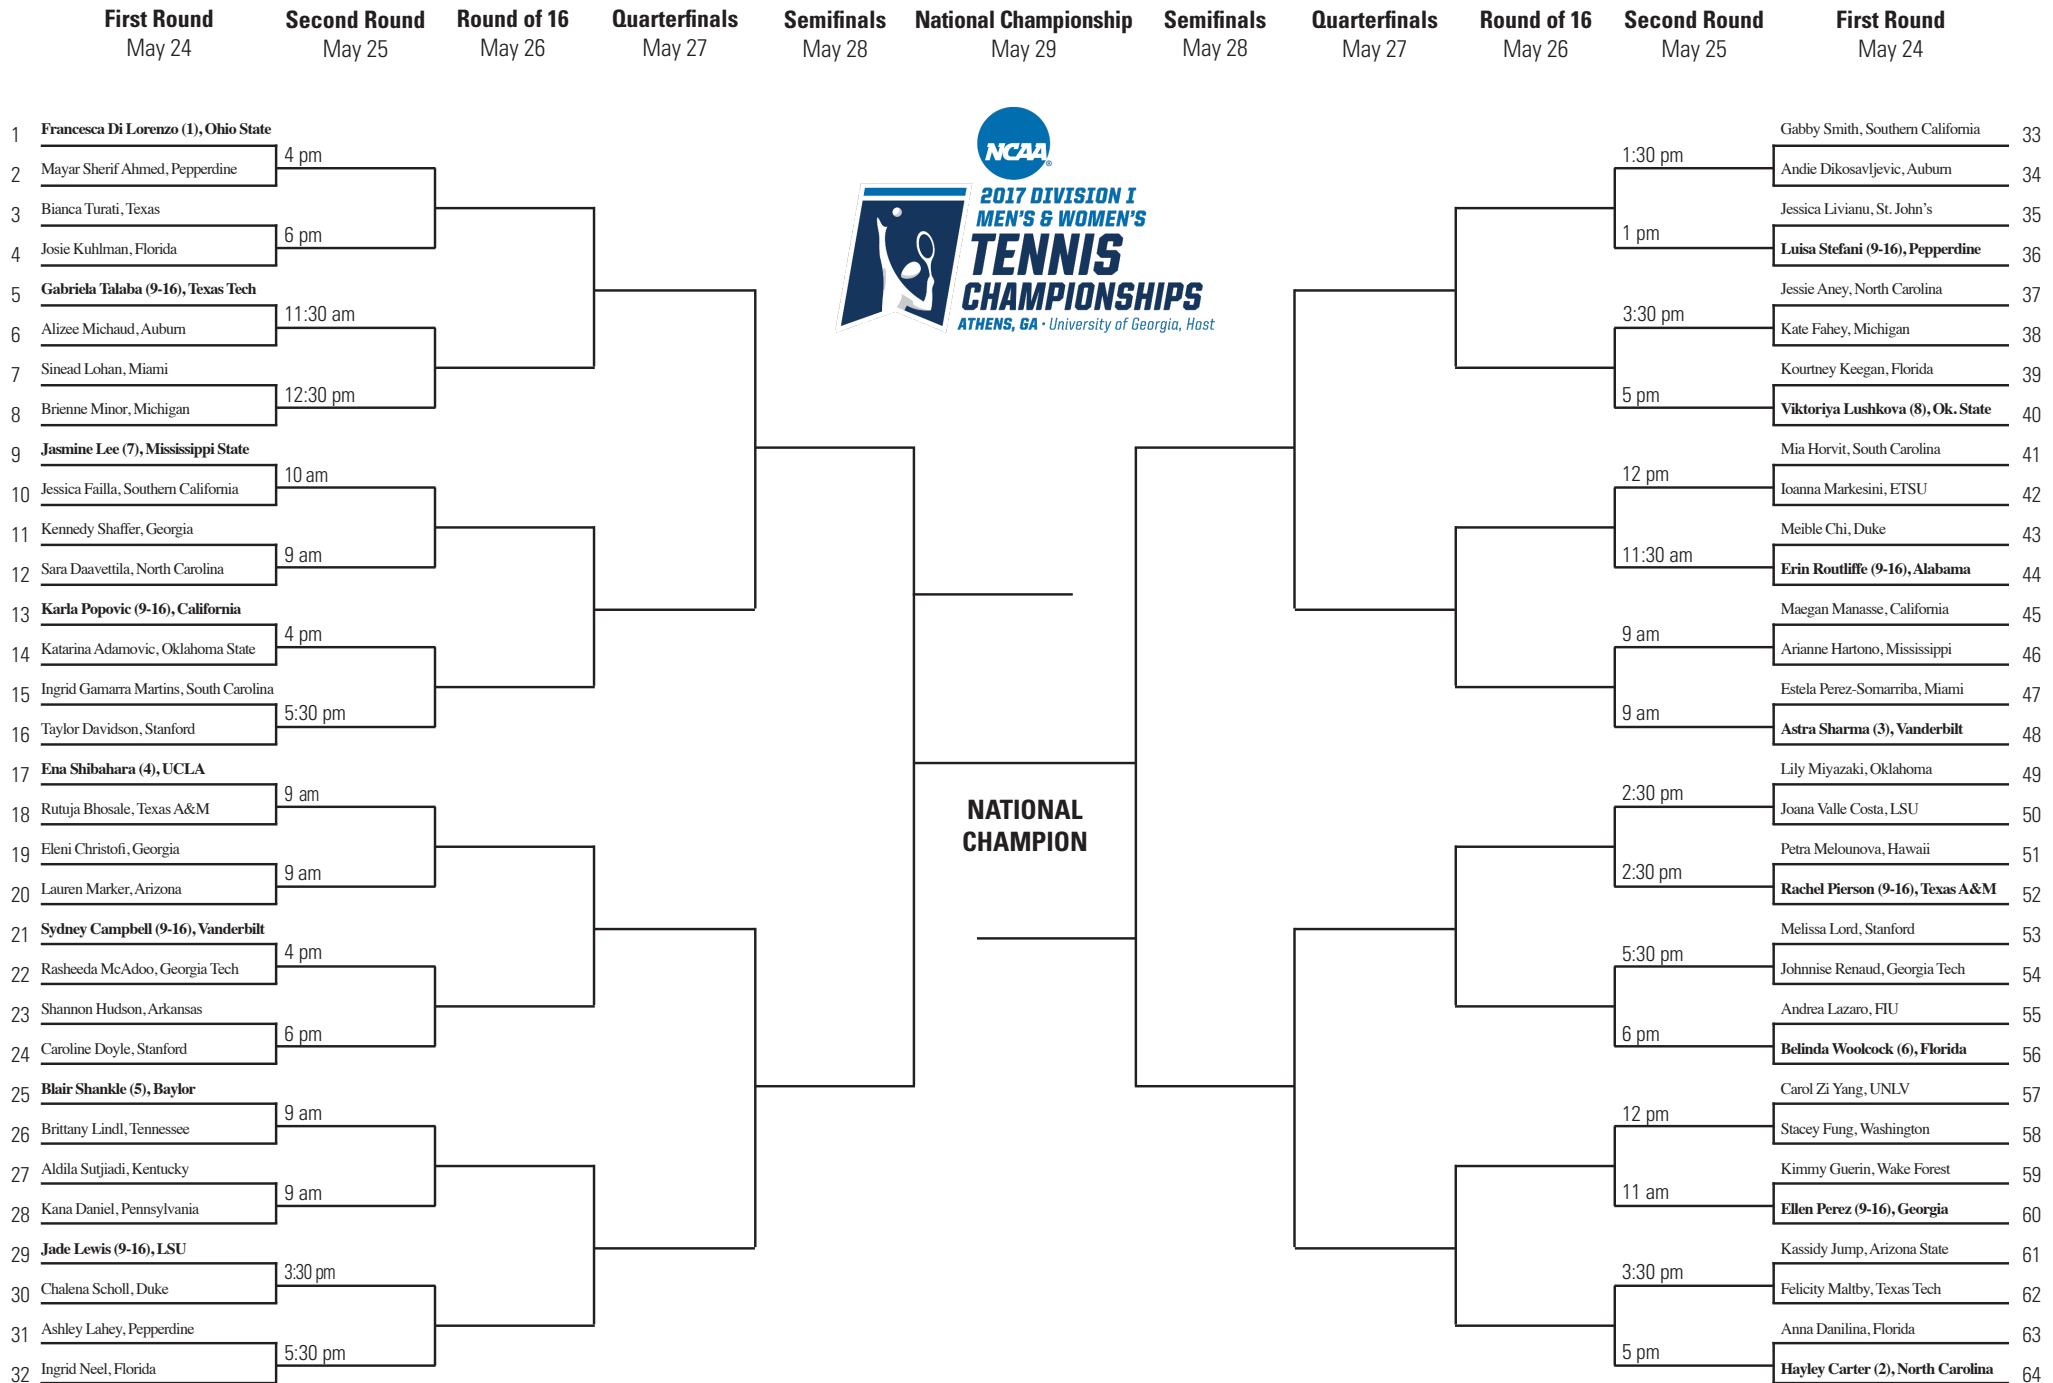 First Round
May 24
Second Round
May 25
Round of 16
May 26
Quarterfinals
May 27
Semifinals
May 28
National Championship
May 29
Semifinals
May 28
Quarterfinals
May 27
Round of 16
May 26
Second Round
May 25
First Round
May 24
NCAA®
2017 DIVISION I
MEN'S & WOMEN'S
TENNIS
CHAMPIONSHIPS
ATHENS, GA • University of Georgia, Host
1 Francesca Di Lorenzo (1), Ohio State
4 pm
2 Mayar Sherif Ahmed, Pepperdine
3 Bianca Turati, Texas
6 pm
4 Josie Kuhlman, Florida
5 Gabriela Talaba (9-16), Texas Tech
11:30 am
6 Alizee Michaud, Auburn
7 Sinead Lohan, Miami
12:30 pm
8 Brienne Minor, Michigan
9 Jasmine Lee (7), Mississippi State
10 am
10 Jessica Failla, Southern California
11 Kennedy Shaffer, Georgia
9 am
12 Sara Daavettila, North Carolina
13 Karla Popovic (9-16), California
4 pm
14 Katarina Adamovic, Oklahoma State
15 Ingrid Gamarra Martins, South Carolina
5:30 pm
16 Taylor Davidson, Stanford
17 Ena Shibahara (4), UCLA
9 am
18 Rutuja Bhosale, Texas A&M
19 Eleni Christofi, Georgia
9 am
20 Lauren Marker, Arizona
21 Sydney Campbell (9-16), Vanderbilt
4 pm
22 Rasheeda McAdoo, Georgia Tech
23 Shannon Hudson, Arkansas
6 pm
24 Caroline Doyle, Stanford
25 Blair Shankle (5), Baylor
9 am
26 Brittany Lindl, Tennessee
27 Aldila Sutjiadi, Kentucky
9 am
28 Kana Daniel, Pennsylvania
29 Jade Lewis (9-16), LSU
3:30 pm
30 Chalena Scholl, Duke
31 Ashley Lahey, Pepperdine
5:30 pm
32 Ingrid Neel, Florida
NATIONAL
CHAMPION
Gabby Smith, Southern California 33
1:30 pm
Andie Dikosavljevic, Auburn 34
Jessica Livianu, St. John's 35
1 pm
Luisa Stefani (9-16), Pepperdine 36
Jessie Aney, North Carolina 37
3:30 pm
Kate Fahey, Michigan 38
Kourtney Keegan, Florida 39
5 pm
Viktoriya Lushkova (8), Ok. State 40
Mia Horvit, South Carolina 41
12 pm
Ioanna Markesini, ETSU 42
Meible Chi, Duke 43
11:30 am
Erin Routliffe (9-16), Alabama 44
Maegan Manasse, California 45
9 am
Arianne Hartono, Mississippi 46
Estela Perez-Somarriba, Miami 47
9 am
Astra Sharma (3), Vanderbilt 48
Lily Miyazaki, Oklahoma 49
2:30 pm
Joana Valle Costa, LSU 50
Petra Melounova, Hawaii 51
2:30 pm
Rachel Pierson (9-16), Texas A&M 52
Melissa Lord, Stanford 53
5:30 pm
Johnnise Renaud, Georgia Tech 54
Andrea Lazaro, FIU 55
6 pm
Belinda Woolcock (6), Florida 56
Carol Zi Yang, UNLV 57
12 pm
Stacey Fung, Washington 58
Kimmy Guerin, Wake Forest 59
11 am
Ellen Perez (9-16), Georgia 60
Kassidy Jump, Arizona State 61
3:30 pm
Felicity Maltby, Texas Tech 62
Anna Danilina, Florida 63
5 pm
Hayley Carter (2), North Carolina 64